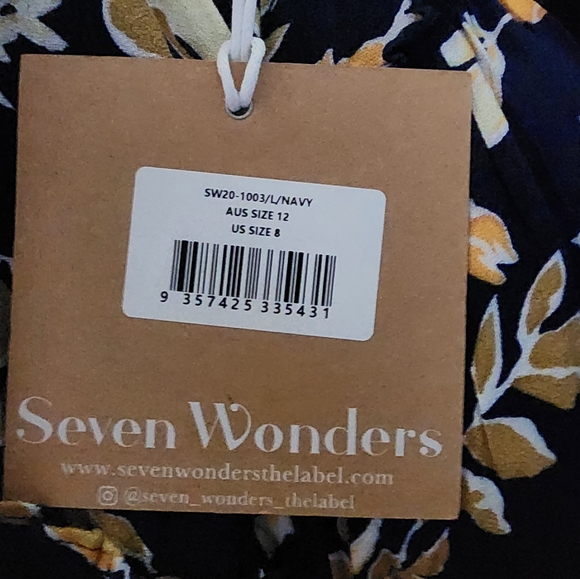 SW20-1003/L/NAVY
AUS SIZE 12
US SIZE 8
9 357425 335431
Seven Wonders
www.sevenwondersthelabel.com
@seven_wonders_thelabel